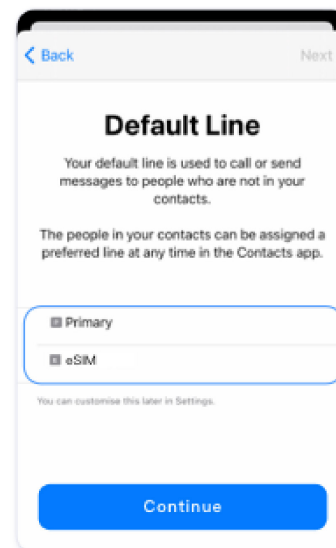 Back
Next
Default Line
Your default line is used to call or send
messages to people who are not in your
contacts.
The people in your contacts can be assigned a
preferred line at any time in the Contacts app.
Primary
eSIM
You can customise this later in Settings.
Continue